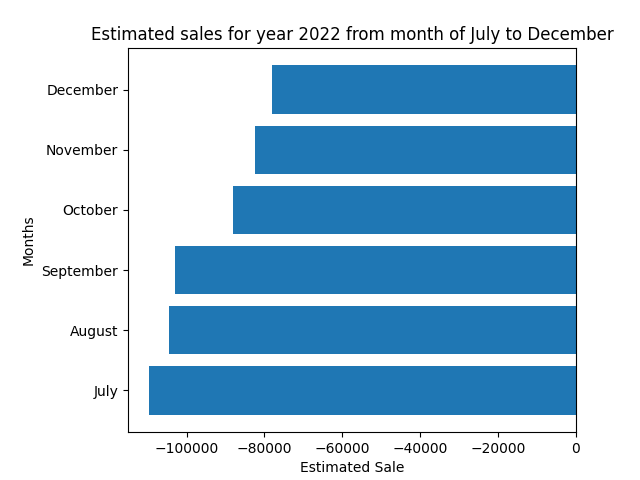 Estimated sales for year 2022 from month of July to December
December
November
October
September
August
July
Months
−100000 −80000 −60000 −40000 −20000 0
Estimated Sale